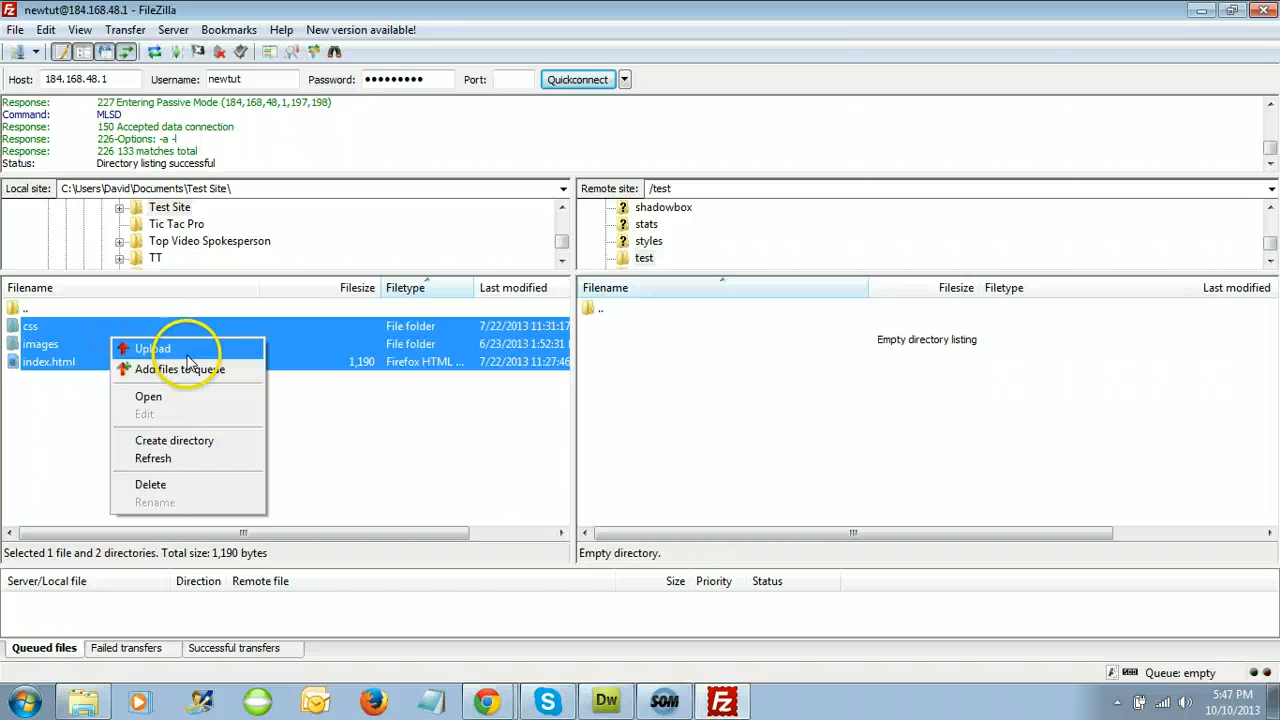 newtut@184.168.48.1 - FileZilla
File Edit View Transfer Server Bookmarks Help New version available!
Host: 184.168.48.1 Username: newtut Password: ●●●●●●●●● Port: Quickconnect
Response: 227 Entering Passive Mode (184,168,48,1,197,198)
Command: MLSD
Response: 150 Accepted data connection
Response: 226-Options: -a -l
Response: 226 133 matches total
Status: Directory listing successful
Local site: C:\Users\David\Documents\Test Site\
Remote site: /test
Test Site
Tic Tac Pro
Top Video Spokesperson
TT
shadowbox
stats
styles
test
Filename Filesize Filetype Last modified
..
css File folder 7/22/2013 11:31:17
images File folder 6/23/2013 1:52:31
index.html 1,190 Firefox HTML ... 7/22/2013 11:27:46
Upload
Add files to queue
Open
Edit
Create directory
Refresh
Delete
Rename
Filename Filesize Filetype Last modified
..
Empty directory listing
Selected 1 file and 2 directories. Total size: 1,190 bytes
Empty directory.
Server/Local file Direction Remote file Size Priority Status
Queued files Failed transfers Successful transfers
Queue: empty
Dw
SOM
Fz
5:47 PM
10/10/2013